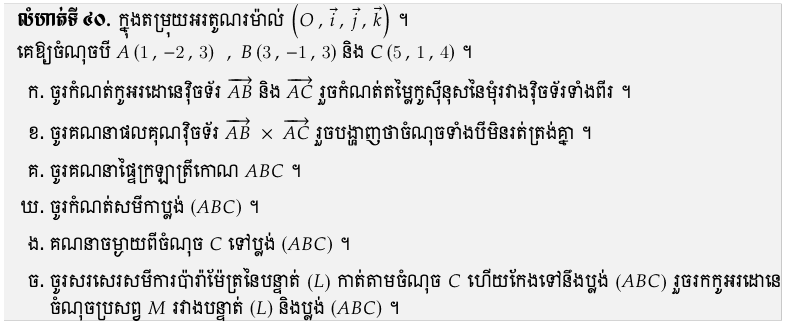 លំហាត់ទី ៤០. ក្នុងតម្រុយអរតូណរម៉ាល់ (O, i⃗, j⃗, k⃗) ។
គេឱ្យចំណុចបី A (1, −2, 3) , B (3, −1, 3) និង C (5, 1, 4) ។
ក. ចូរកំណត់កូអរដោនេវ៉ិចទ័រ \overrightarrow{AB} និង \overrightarrow{AC} រួចកំណត់តម្លៃកូស៊ីនុសនៃមុំរវាងវ៉ិចទ័រទាំងពីរ ។
ខ. ចូរគណនាផលគុណវ៉ិចទ័រ \overrightarrow{AB} × \overrightarrow{AC} រួចបង្ហាញថាចំណុចទាំងបីមិនរត់ត្រង់គ្នា ។
គ. ចូរគណនាផ្ទៃក្រឡាត្រីកោណ ABC ។
ឃ. ចូរកំណត់សមីកាប្លង់ (ABC) ។
ង. គណនាចម្ងាយពីចំណុច C ទៅប្លង់ (ABC) ។
ច. ចូរសរសេរសមីការប៉ារ៉ាម៉ែត្រនៃបន្ទាត់ (L) កាត់តាមចំណុច C ហើយកែងទៅនឹងប្លង់ (ABC) រួចរកកូអរដោនេ
ចំណុចប្រសព្វ M រវាងបន្ទាត់ (L) និងប្លង់ (ABC) ។